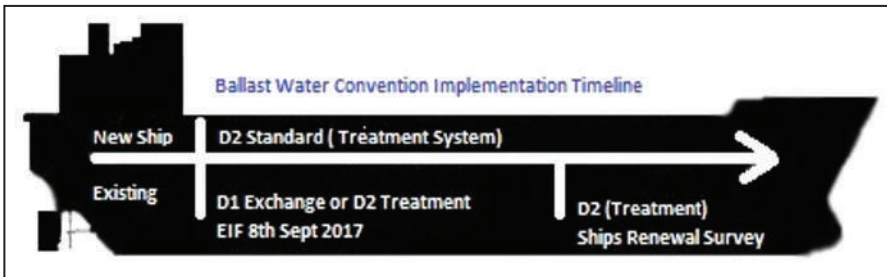 Ballast Water Convention Implementation Timeline
New Ship
D2 Standard ( Treatment System)
Existing
D1 Exchange or D2 Treatment
EIF 8th Sept 2017
D2 (Treatment)
Ships Renewal Survey